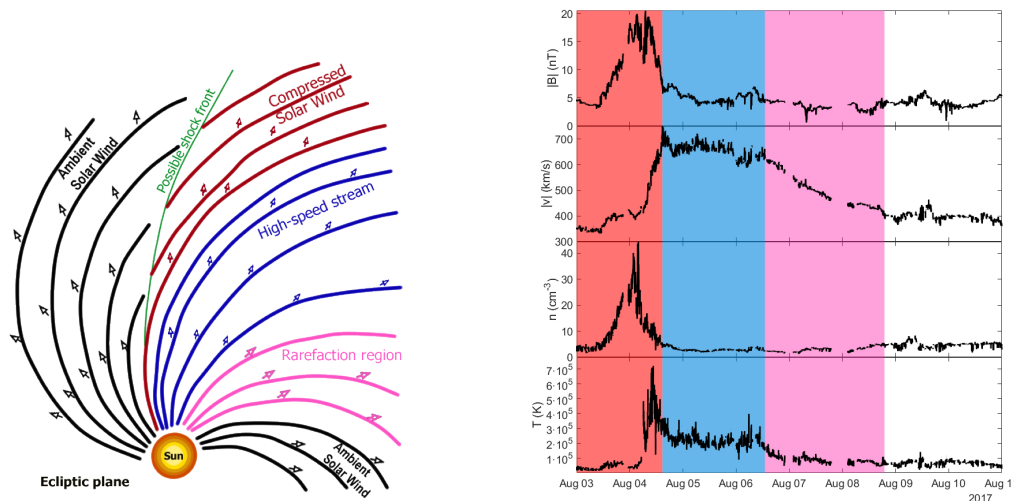 Ambient
Solar Wind
Possible shock front
Compressed
Solar Wind
High-speed stream
Rarefaction region
Ambient
Solar Wind
Sun
Ecliptic plane
20
15
10
5
0
|B| (nT)
700
600
500
400
300
|v| (km/s)
40
30
20
10
0
n (cm⁻³)
7·10⁵
6·10⁵
5·10⁵
4·10⁵
3·10⁵
2·10⁵
1·10⁵
T (K)
Aug 03
Aug 04
Aug 05
Aug 06
Aug 07
Aug 08
Aug 09
Aug 10
Aug 1
2017